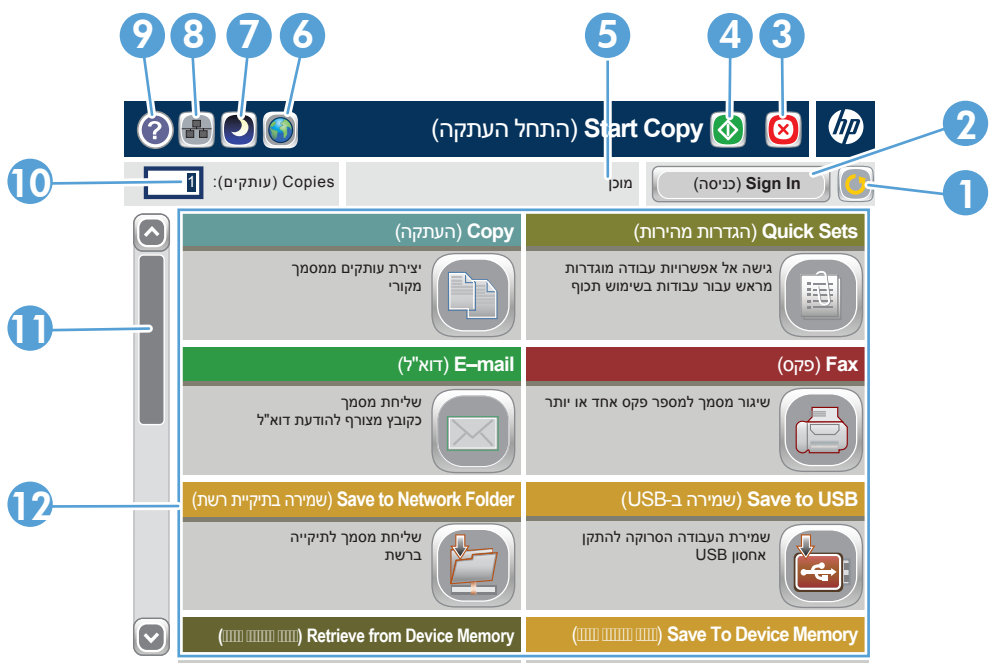 9
8
7
6
5
4
3
Start Copy (התחל העתקה)
hp
2
Sign In (כניסה)
מוכן
Copies (עותקים):
1
10
1
Quick Sets (הגדרות מהירות)
גישה אל אפשרויות עבודה מוגדרות
מראש עבור עבודות בשימוש תכוף
Copy (העתקה)
יצירת עותקים ממסמך
מקורי
11
Fax (פקס)
שיגור מסמך למספר פקס אחד או יותר
E–mail (דוא"ל)
שליחת מסמך
כקובץ מצורף להודעת דוא"ל
12
Save to USB (שמירה ב-USB)
שמירת העבודה הסרוקה להתקן
אחסון USB
Save to Network Folder (שמירה בתיקיית רשת)
שליחת מסמך לתיקייה
ברשת
Save To Device Memory
Retrieve from Device Memory